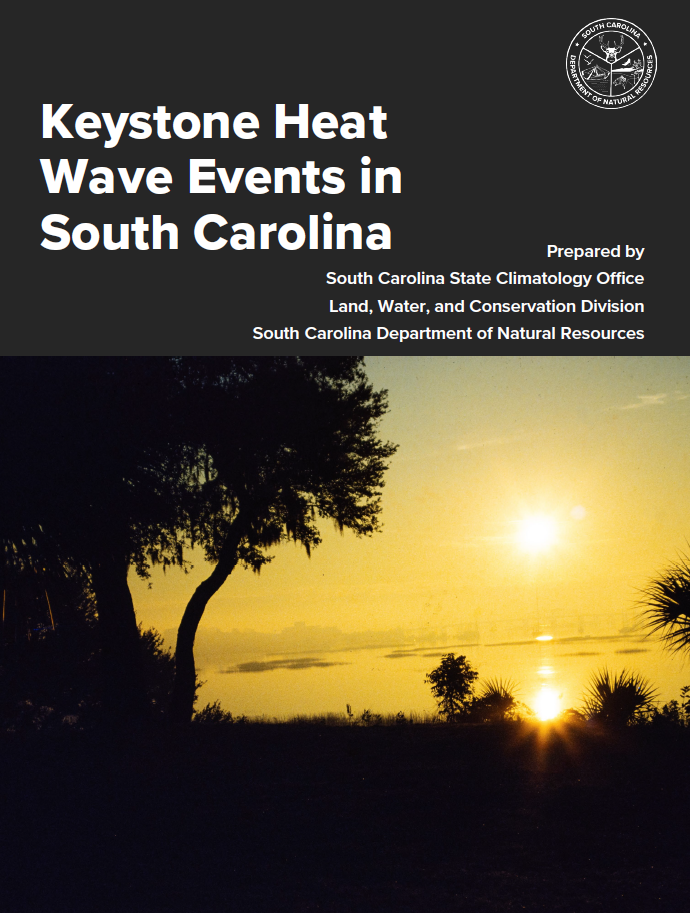 SOUTH CAROLINA
DEPARTMENT OF NATURAL RESOURCES
Keystone Heat
Wave Events in
South Carolina
Prepared by
South Carolina State Climatology Office
Land, Water, and Conservation Division
South Carolina Department of Natural Resources